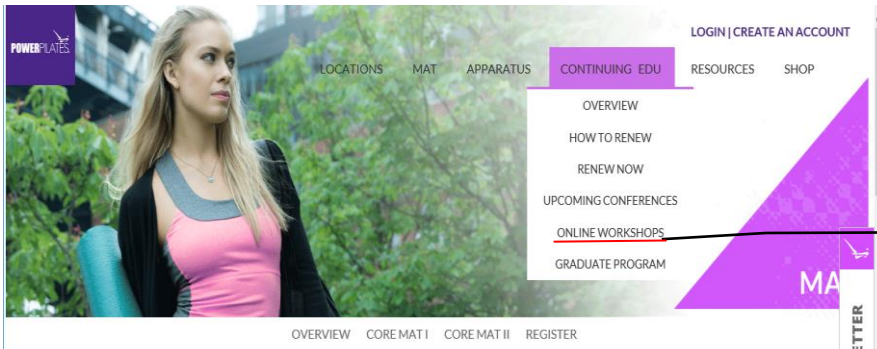 LOGIN | CREATE AN ACCOUNT
POWERPILATES
LOCATIONS MAT APPARATUS CONTINUING EDU RESOURCES SHOP
OVERVIEW
HOW TO RENEW
RENEW NOW
UPCOMING CONFERENCES
ONLINE WORKSHOPS
GRADUATE PROGRAM
MA
ETTER
OVERVIEW CORE MAT I CORE MAT II REGISTER